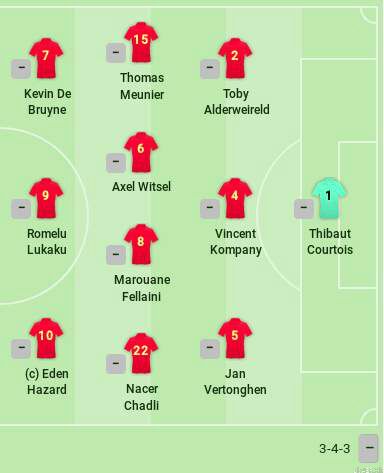 7
–
Kevin De
Bruyne
15
–
Thomas
Meunier
2
–
Toby
Alderweireld
6
–
Axel Witsel
9
–
Romelu
Lukaku
8
–
Marouane
Fellaini
4
–
Vincent
Kompany
1
–
Thibaut
Courtois
10
–
(c) Eden
Hazard
22
–
Nacer
Chadli
5
–
Jan
Vertonghen
3-4-3 –